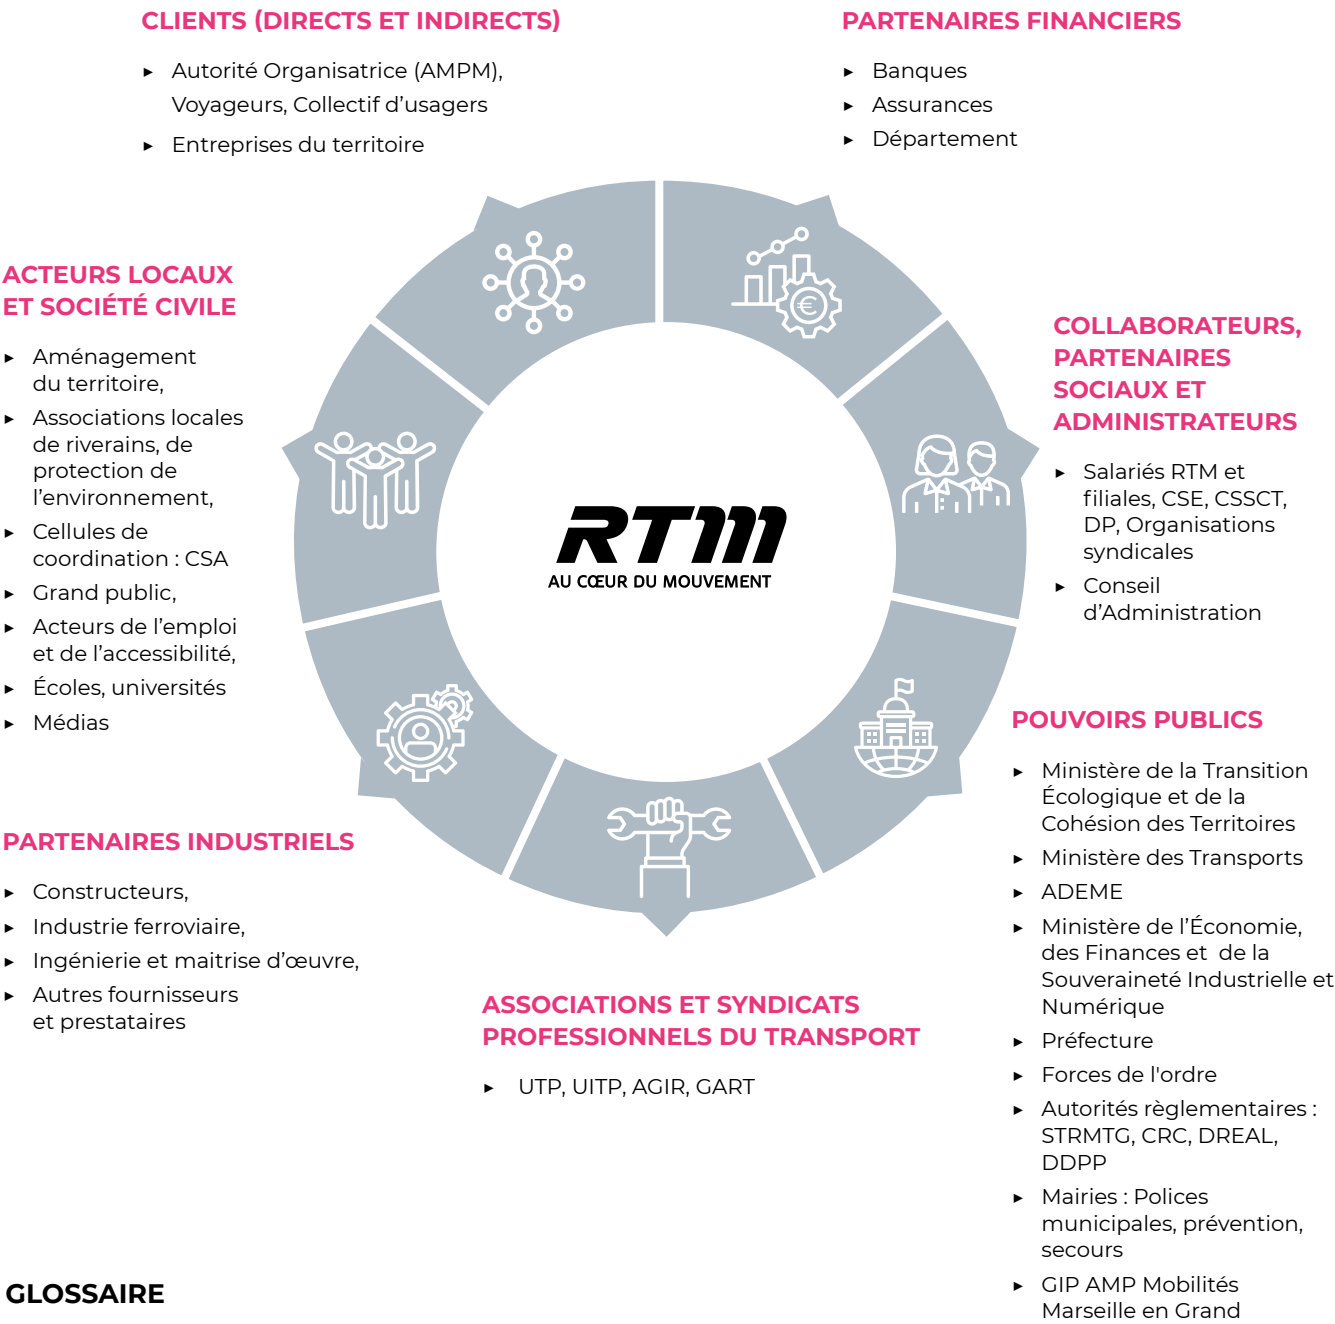 CLIENTS (DIRECTS ET INDIRECTS)
► Autorité Organisatrice (AMPM),
Voyageurs, Collectif d’usagers
► Entreprises du territoire
PARTENAIRES FINANCIERS
► Banques
► Assurances
► Département
ACTEURS LOCAUX
ET SOCIÉTÉ CIVILE
► Aménagement
du territoire,
► Associations locales
de riverains, de
protection de
l’environnement,
► Cellules de
coordination : CSA
► Grand public,
► Acteurs de l’emploi
et de l’accessibilité,
► Écoles, universités
► Médias
COLLABORATEURS,
PARTENAIRES
SOCIAUX ET
ADMINISTRATEURS
► Salariés RTM et
filiales, CSE, CSSCT,
DP, Organisations
syndicales
► Conseil
d’Administration
€
RTM
AU CŒUR DU MOUVEMENT
PARTENAIRES INDUSTRIELS
► Constructeurs,
► Industrie ferroviaire,
► Ingénierie et maitrise d’œuvre,
► Autres fournisseurs
et prestataires
ASSOCIATIONS ET SYNDICATS
PROFESSIONNELS DU TRANSPORT
► UTP, UITP, AGIR, GART
POUVOIRS PUBLICS
► Ministère de la Transition
Écologique et de la
Cohésion des Territoires
► Ministère des Transports
► ADEME
► Ministère de l’Économie,
des Finances et de la
Souveraineté Industrielle et
Numérique
► Préfecture
► Forces de l'ordre
► Autorités règlementaires :
STRMTG, CRC, DREAL,
DDPP
► Mairies : Polices
municipales, prévention,
secours
► GIP AMP Mobilités
Marseille en Grand
GLOSSAIRE